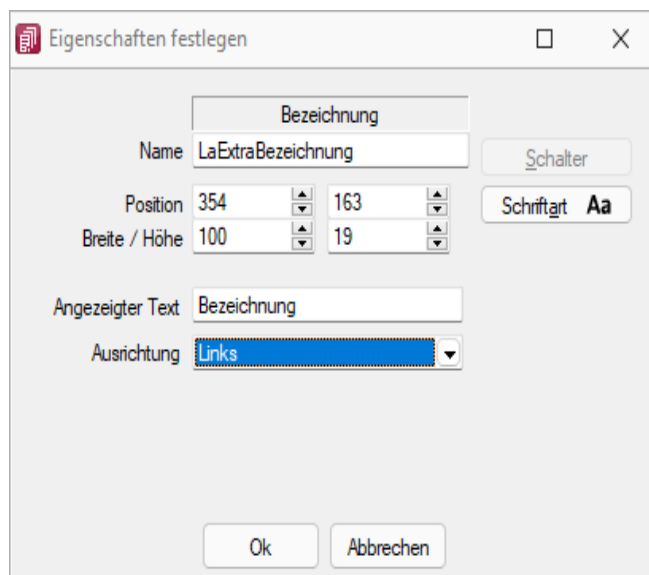 Eigenschaften festlegen
Bezeichnung
Name LaExtraBezeichnung Schalter
Position 354 163 Schriftart Aa
Breite / Höhe 100 19
Angezeigter Text Bezeichnung
Ausrichtung Links
Ok Abbrechen